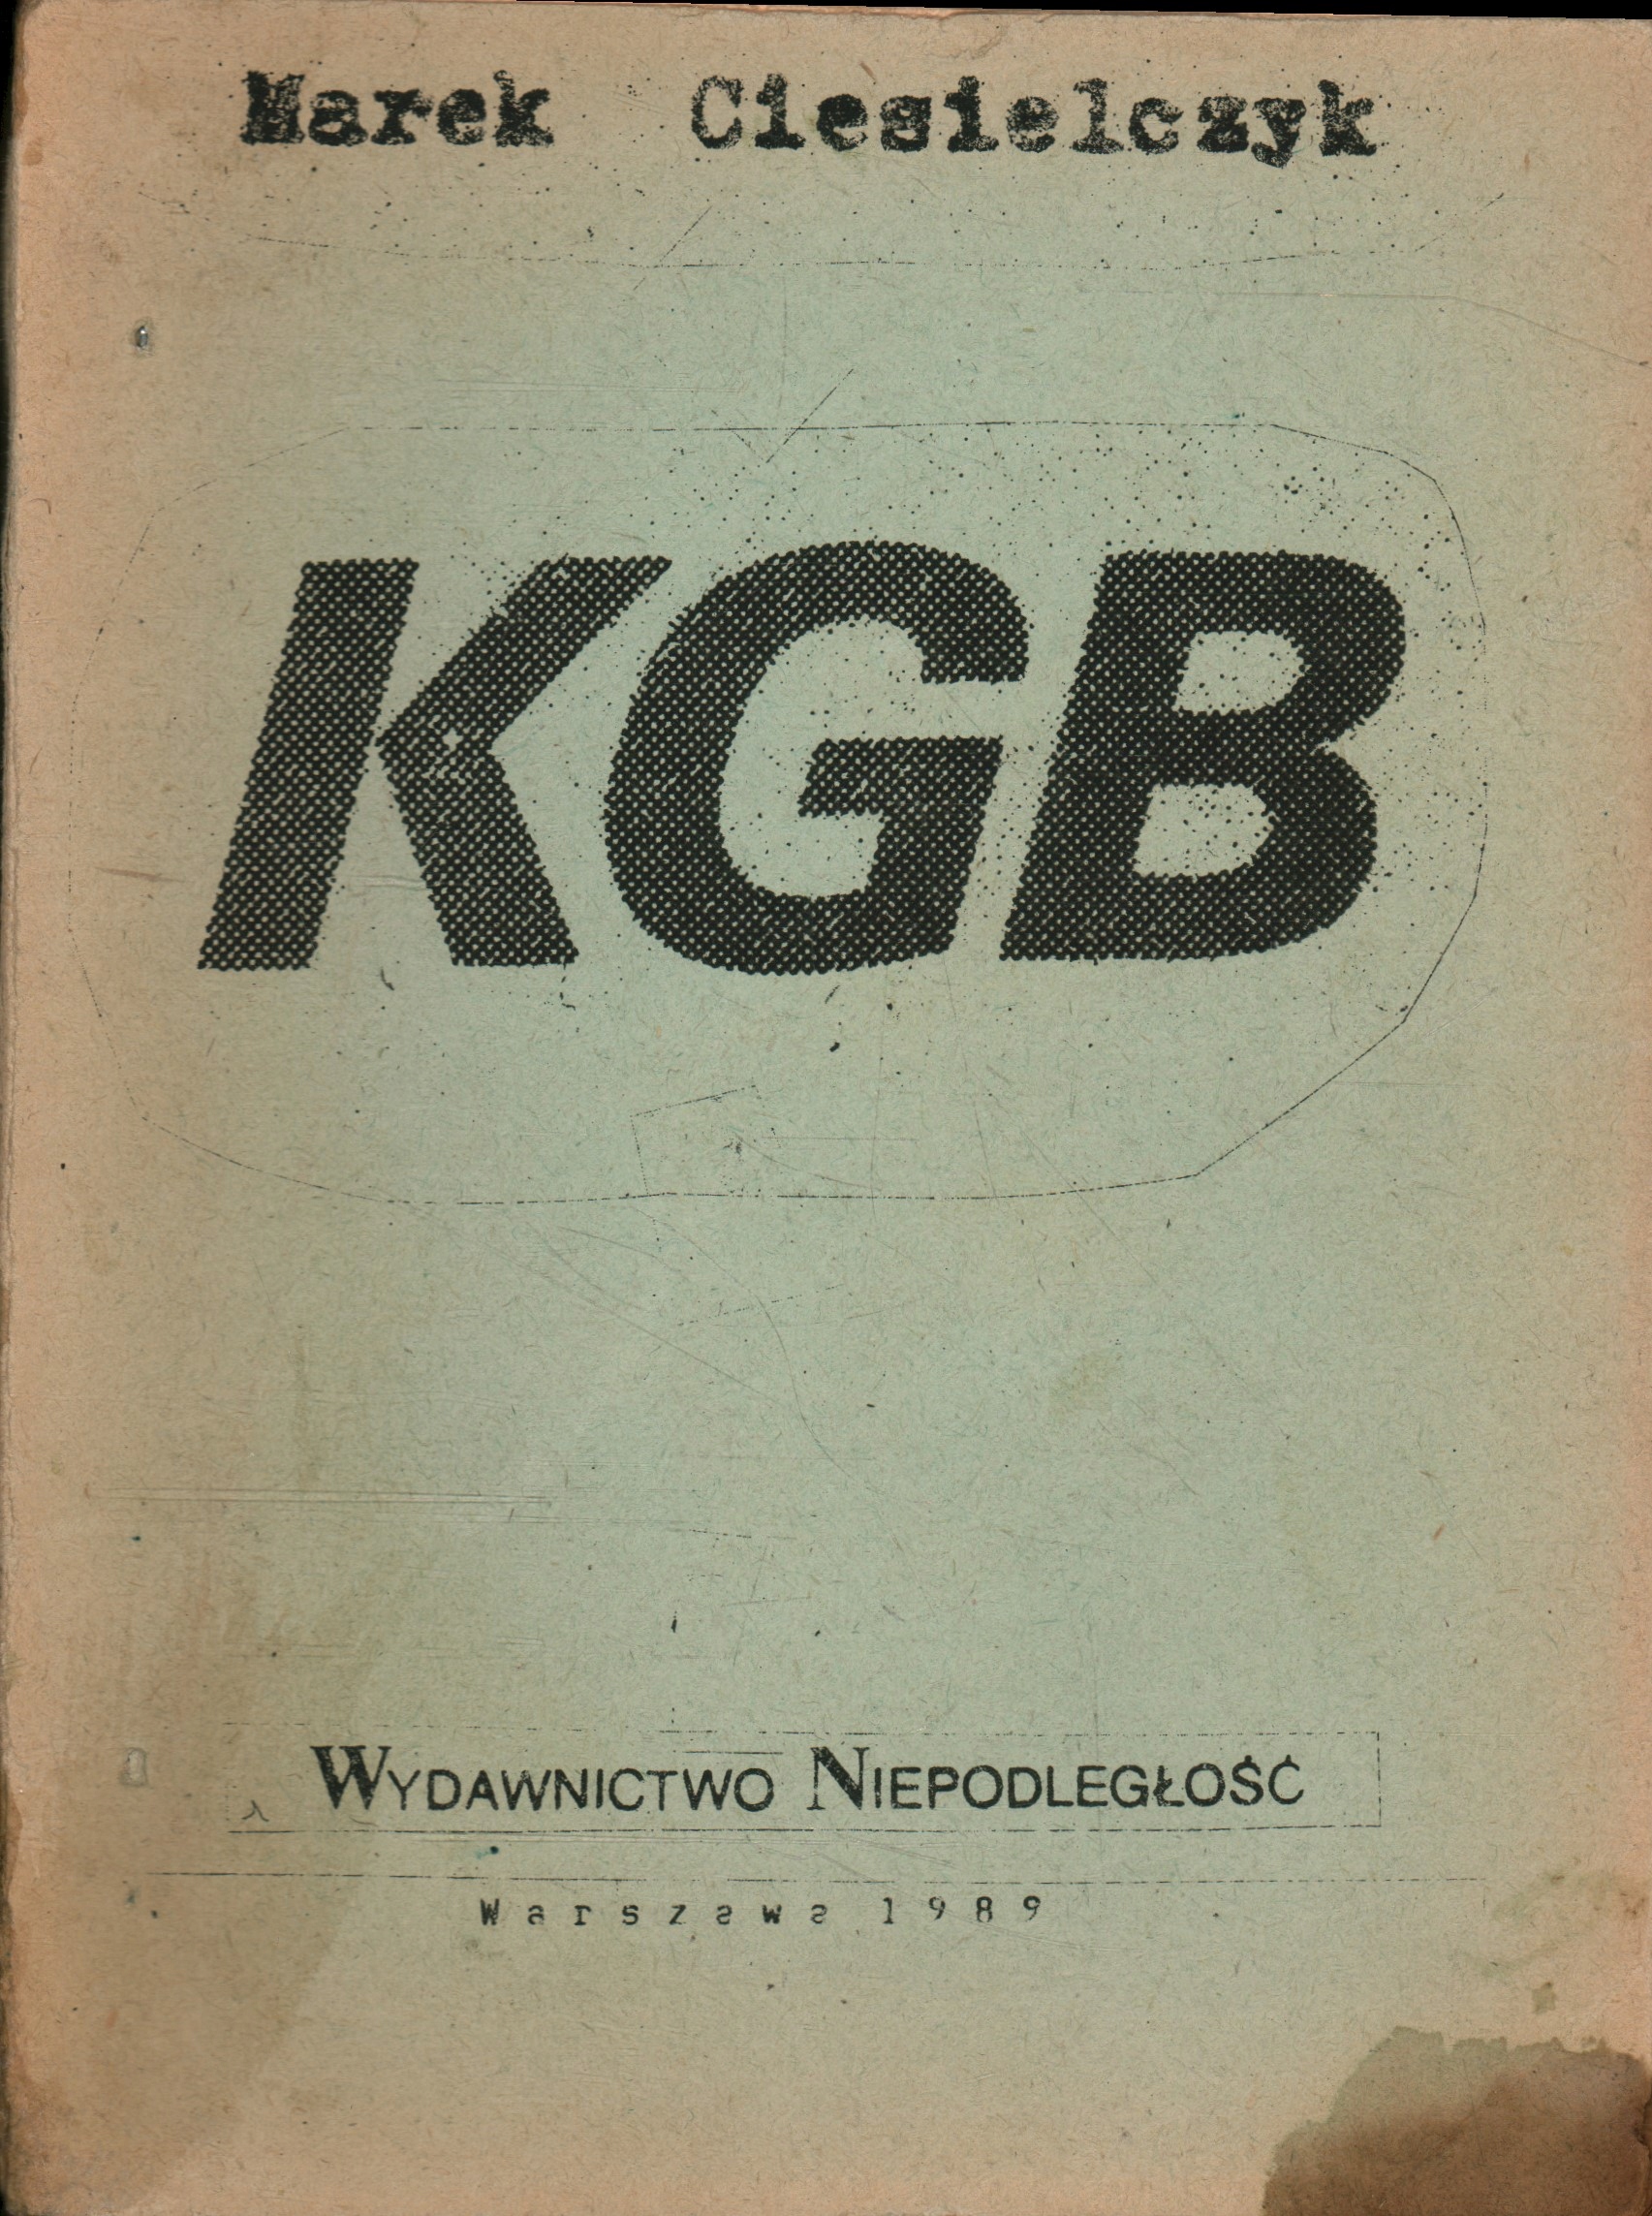 Marek Ciesielczyk
KGB
WYDAWNICTWO NIEPODLEGŁOŚĆ
Warszawa 1989